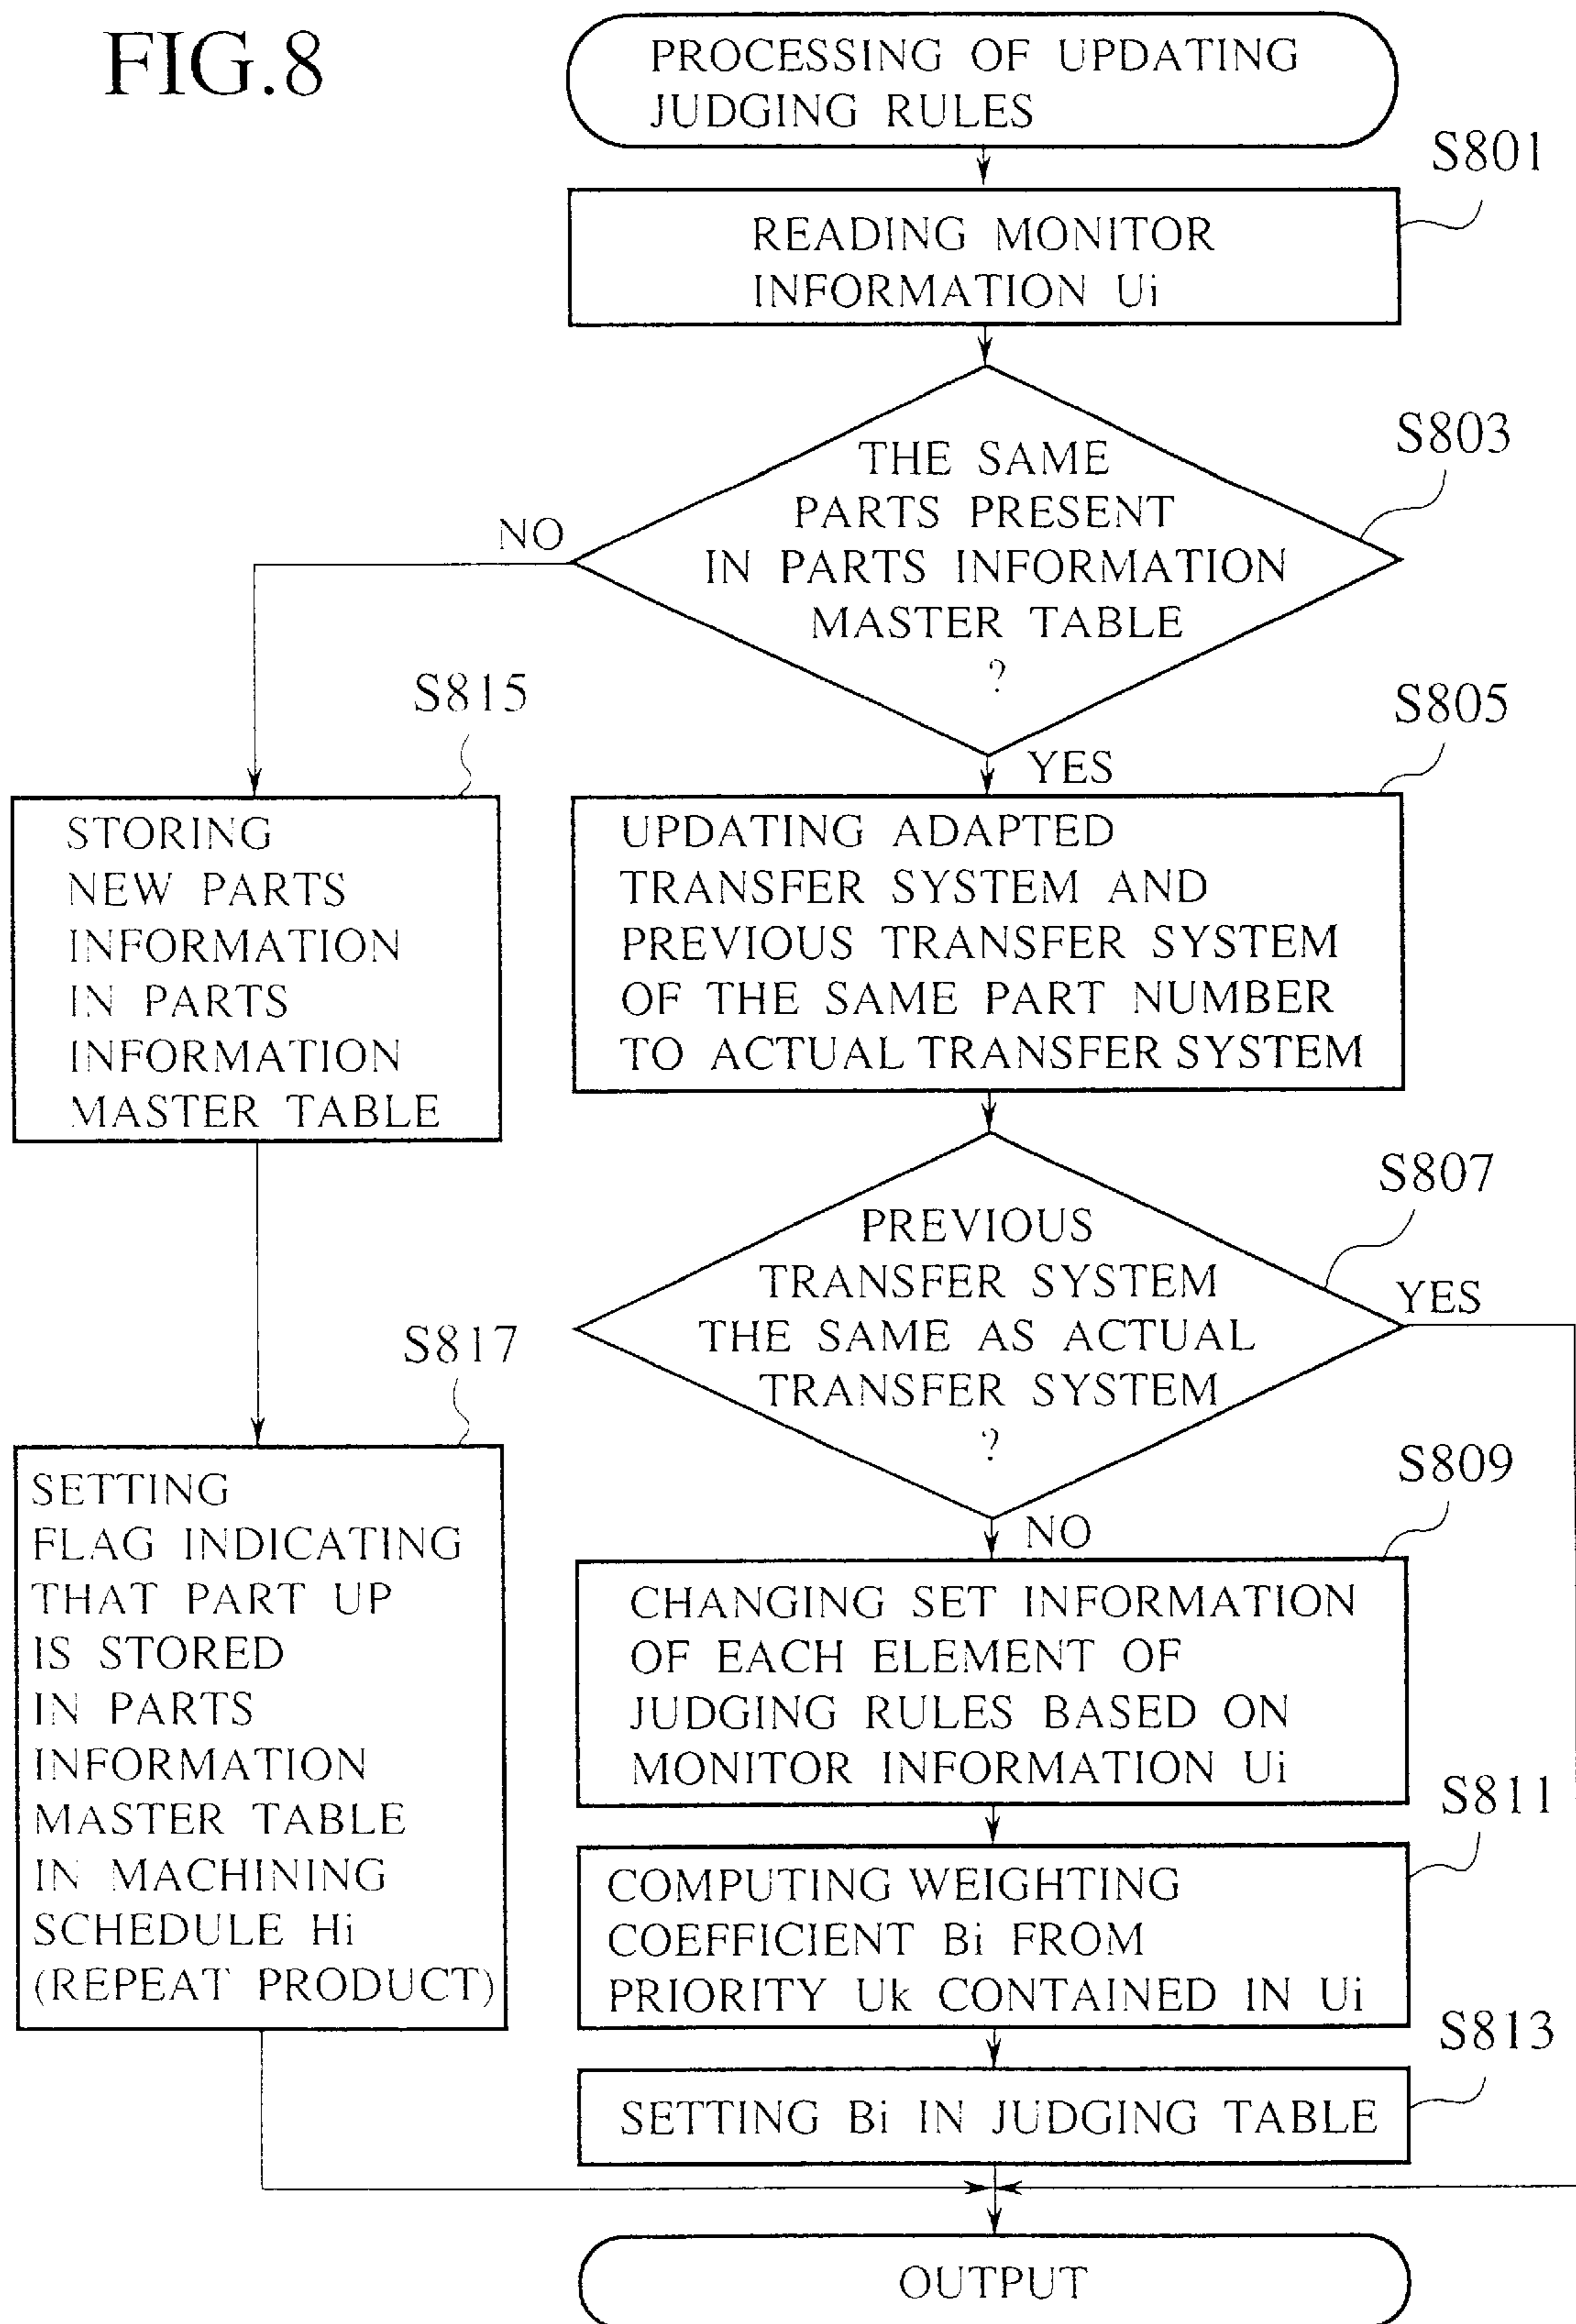 FIG.8
PROCESSING OF UPDATING
JUDGING RULES
S801
READING MONITOR
INFORMATION Ui
S803
THE SAME
PARTS PRESENT
IN PARTS INFORMATION
MASTER TABLE
?
NO
YES
S815
STORING
NEW PARTS
INFORMATION
IN PARTS
INFORMATION
MASTER TABLE
S805
UPDATING ADAPTED
TRANSFER SYSTEM AND
PREVIOUS TRANSFER SYSTEM
OF THE SAME PART NUMBER
TO ACTUAL TRANSFER SYSTEM
S807
PREVIOUS
TRANSFER SYSTEM
THE SAME AS ACTUAL
TRANSFER SYSTEM
?
YES
NO
S817
SETTING
FLAG INDICATING
THAT PART UP
IS STORED
IN PARTS
INFORMATION
MASTER TABLE
IN MACHINING
SCHEDULE Hi
(REPEAT PRODUCT)
S809
CHANGING SET INFORMATION
OF EACH ELEMENT OF
JUDGING RULES BASED ON
MONITOR INFORMATION Ui
S811
COMPUTING WEIGHTING
COEFFICIENT Bi FROM
PRIORITY Uk CONTAINED IN Ui
S813
SETTING Bi IN JUDGING TABLE
OUTPUT